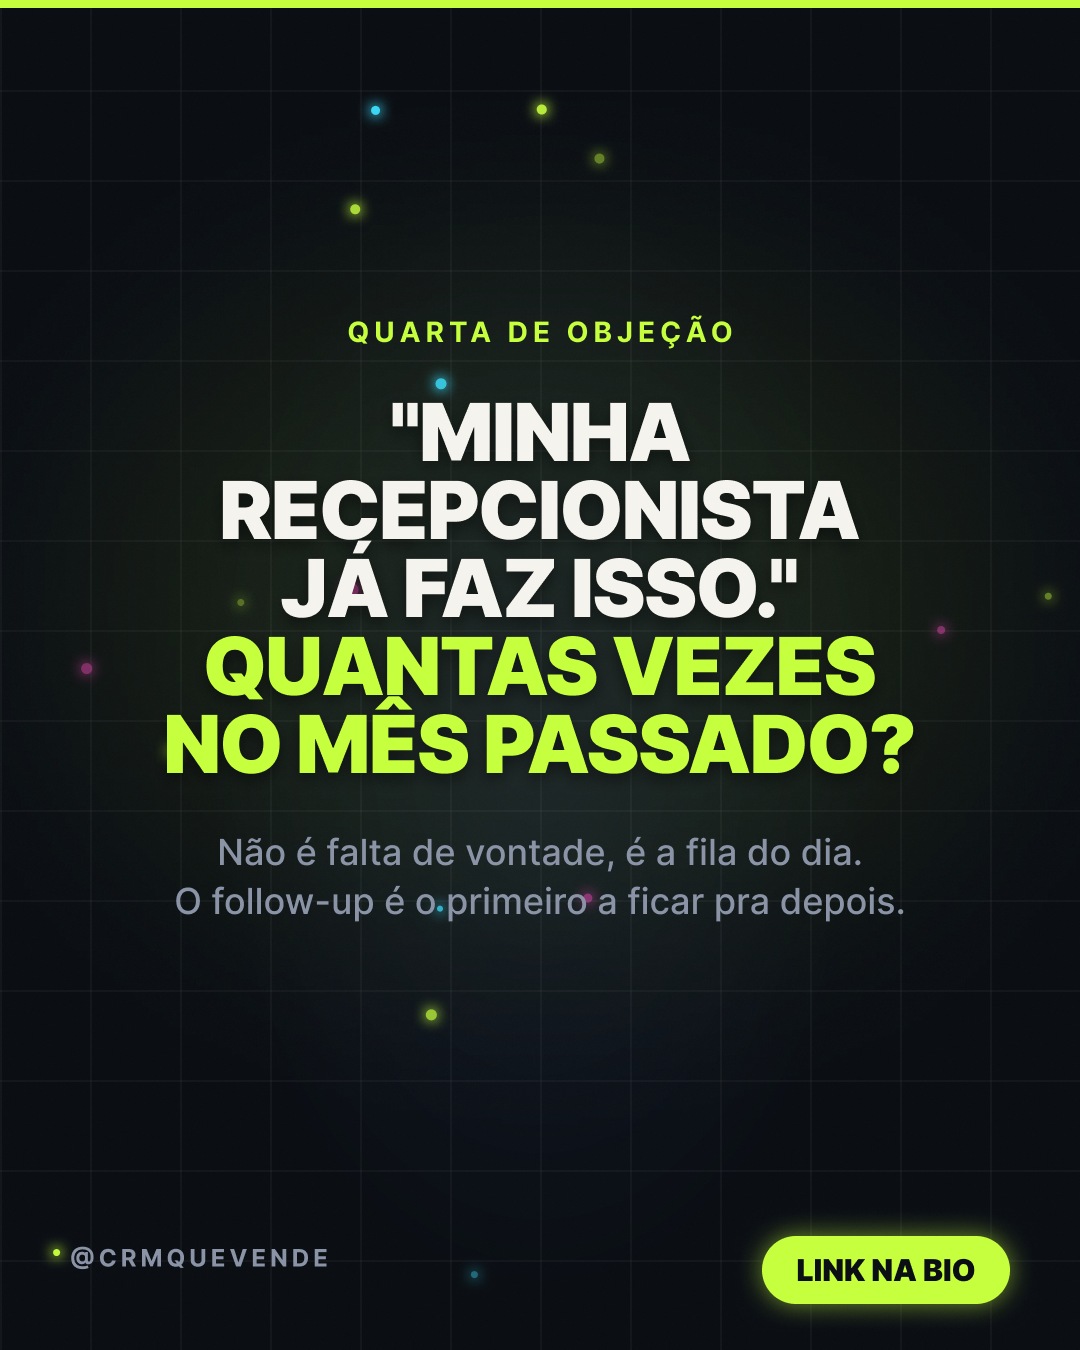 QUARTA DE OBJEÇÃO
"MINHA
RECEPCIONISTA
JÁ FAZ ISSO."
QUANTAS VEZES
NO MÊS PASSADO?
Não é falta de vontade, é a fila do dia.
O follow-up é o primeiro a ficar pra depois.
@CRMQUEVENDE
LINK NA BIO